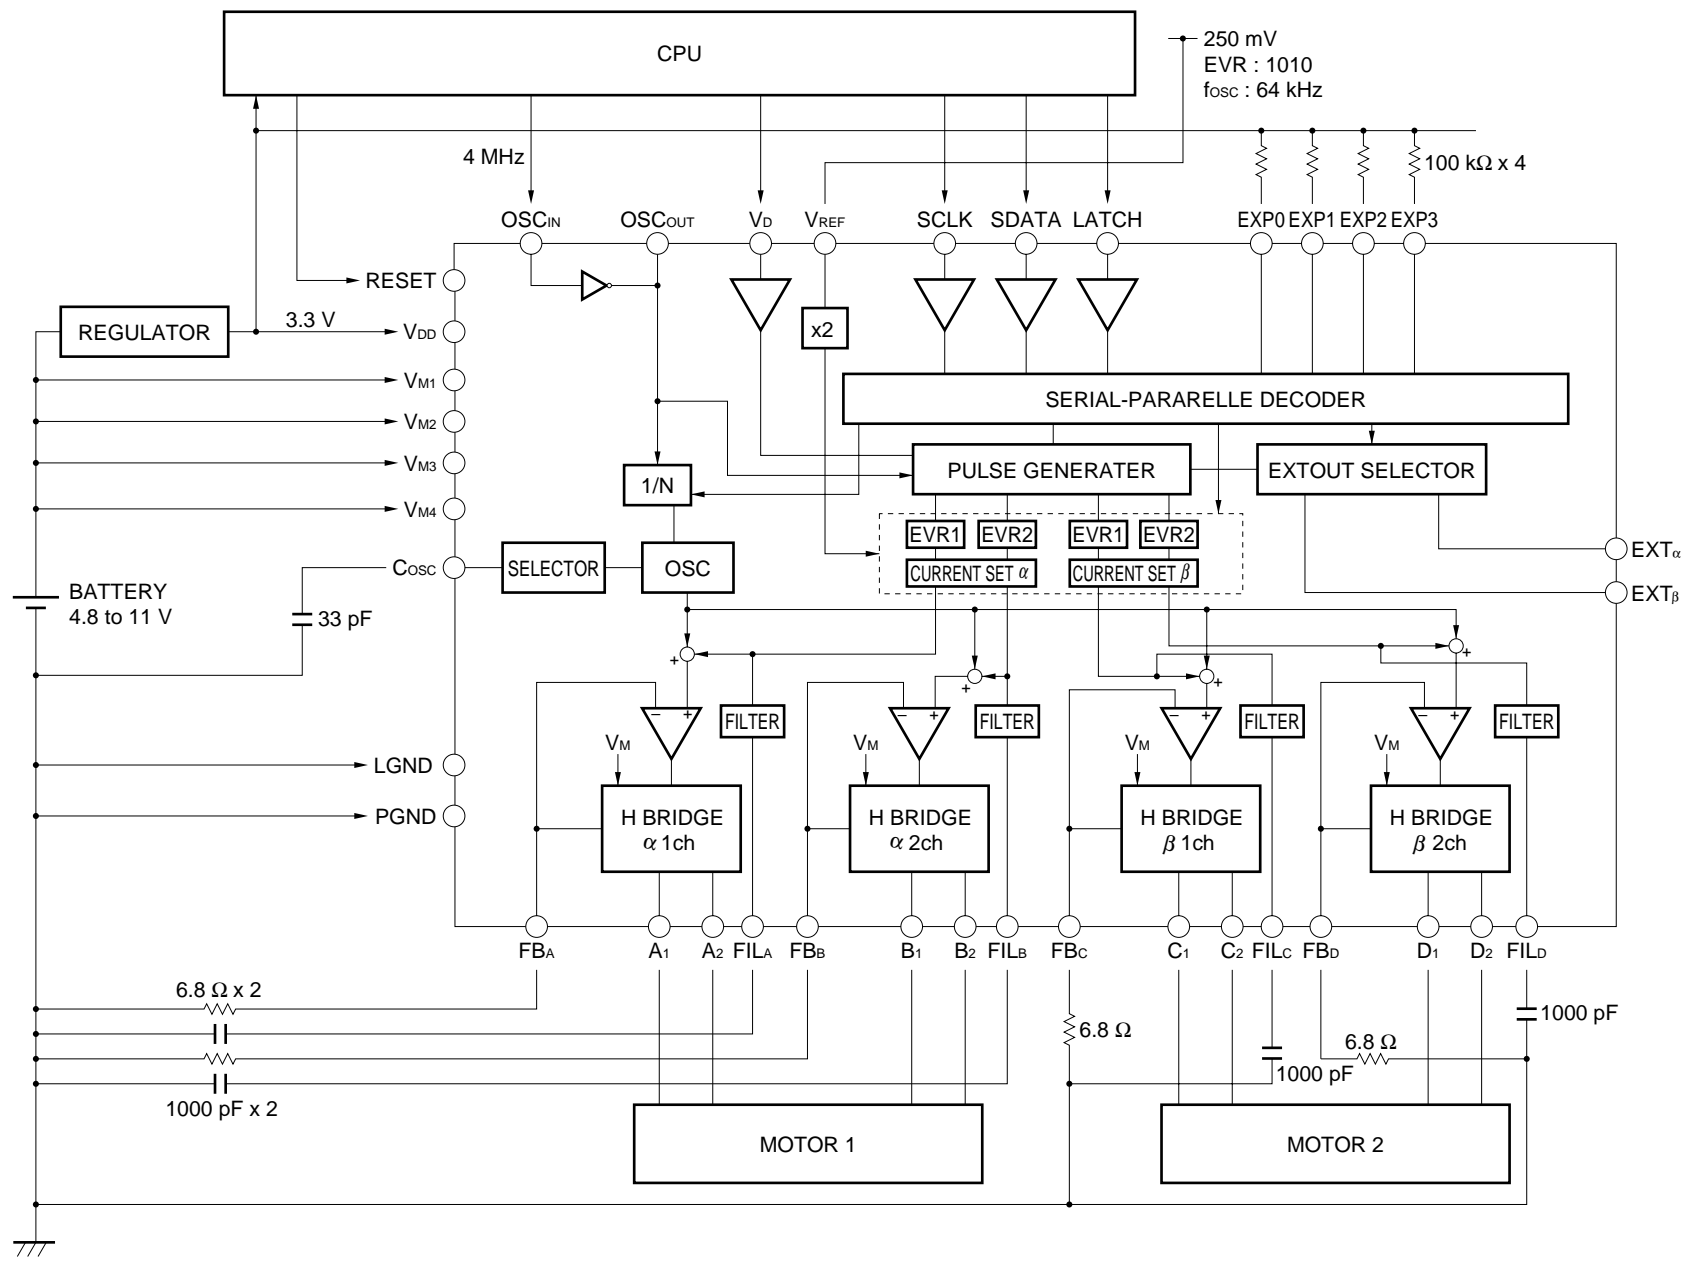 CPU
250 mV
EVR : 1010
fOSC : 64 kHz
4 MHz
100 kΩ x 4
OSCIN
OSCOUT
VD
VREF
SCLK
SDATA
LATCH
EXP0
EXP1
EXP2
EXP3
RESET
REGULATOR
3.3 V
VDD
x2
VM1
SERIAL-PARARELLE DECODER
VM2
VM3
PULSE GENERATER
EXTOUT SELECTOR
1/N
VM4
EVR1
EVR2
EVR1
EVR2
EXTα
COSC
SELECTOR
OSC
CURRENT SET α
CURRENT SET β
BATTERY
4.8 to 11 V
EXTβ
33 pF
+
+
+
+
− +
FILTER
− +
FILTER
− +
FILTER
− +
FILTER
VM
VM
VM
VM
LGND
PGND
H BRIDGE
α 1ch
H BRIDGE
α 2ch
H BRIDGE
β 1ch
H BRIDGE
β 2ch
FBA
A1
A2
FILA
FBB
B1
B2
FILB
FBC
C1
C2
FILC
FBD
D1
D2
FILD
6.8 Ω x 2
1000 pF
6.8 Ω
6.8 Ω
1000 pF
1000 pF x 2
MOTOR 1
MOTOR 2